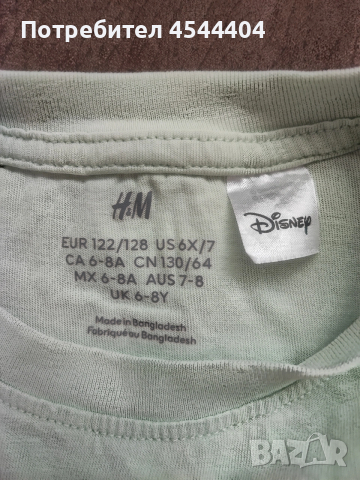 Потребител 4544404
H&M
Disney
EUR 122/128 US 6X/7
CA 6-8A CN 130/64
MX 6-8A AUS 7-8
UK 6-8Y
Made in Bangladesh
Fabriqué au Bangladesh
BAZAR